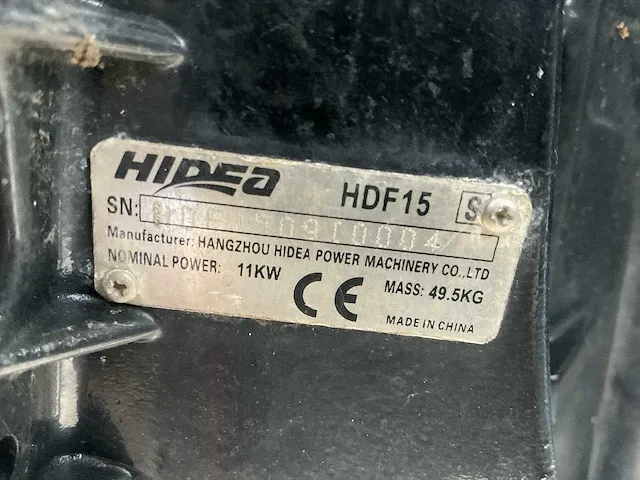 HIDEA HDF15 S
SN:
Manufacturer: HANGZHOU HIDEA POWER MACHINERY CO.,LTD
NOMINAL POWER: 11KW CE MASS: 49.5KG
MADE IN CHINA